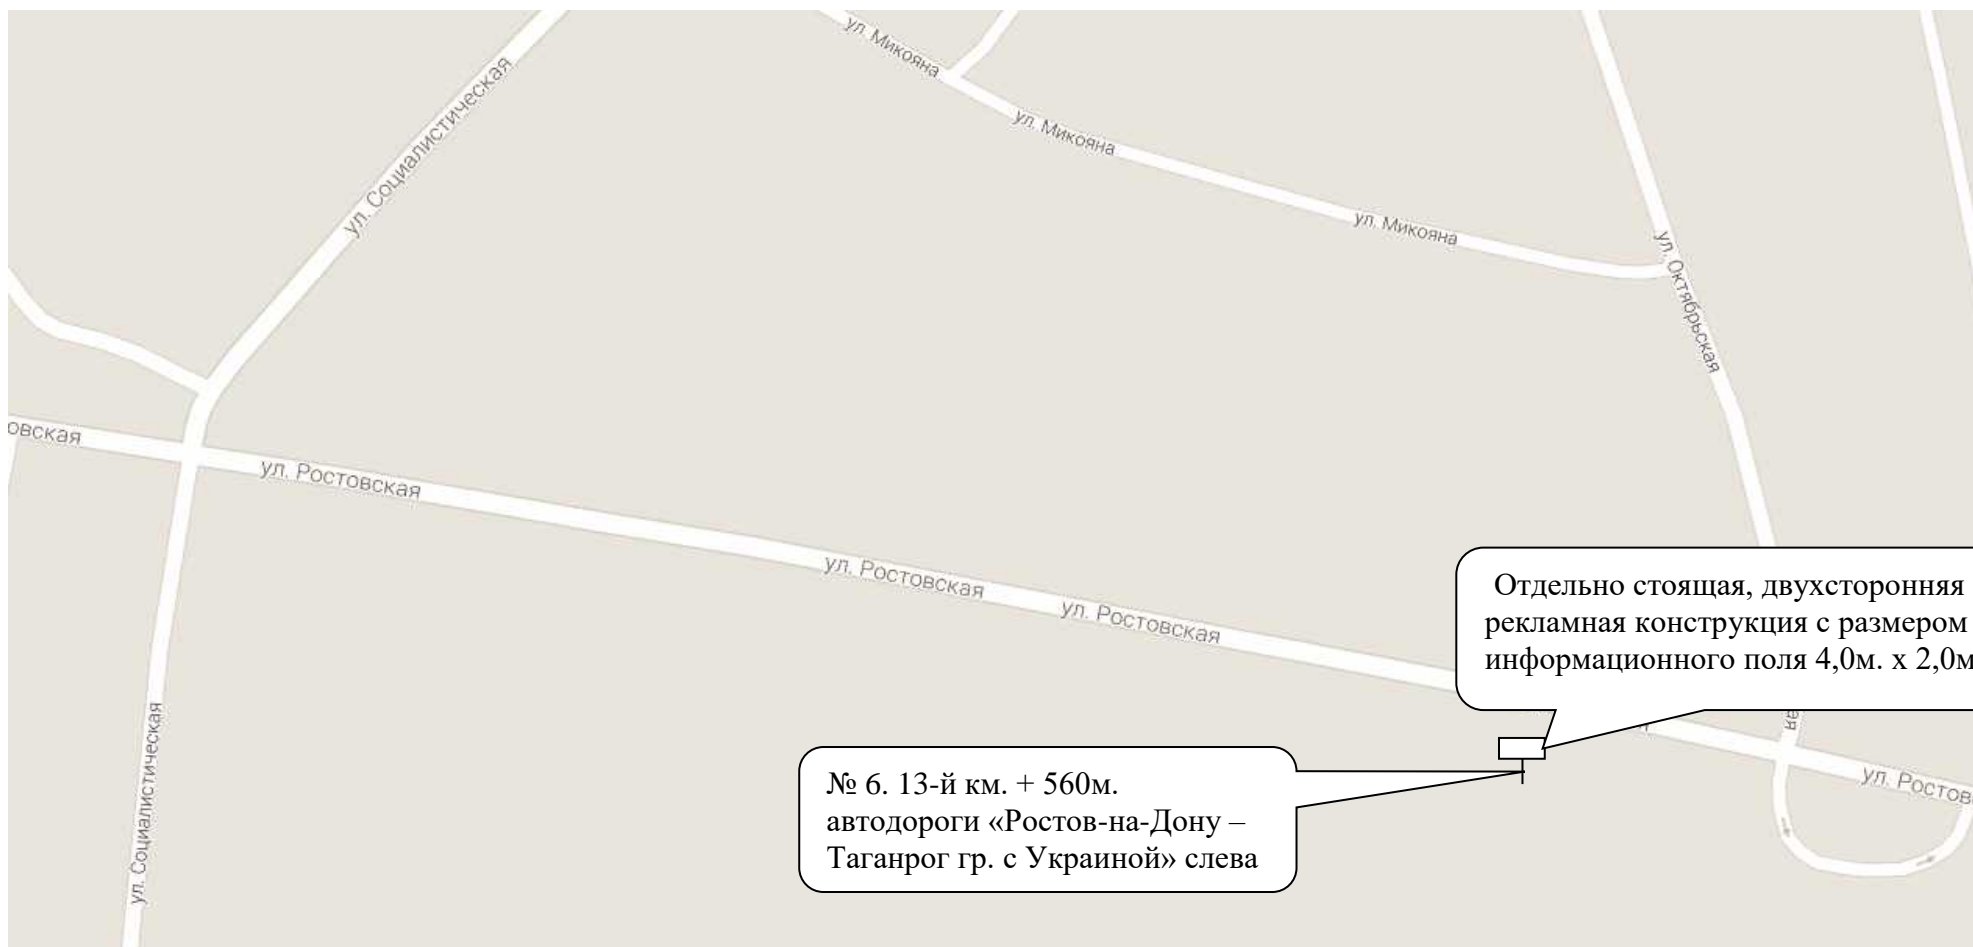 ул. Микояна
ул. Социалистическая
ул. Микояна
ул. Микояна
ул. Октябрьская
овская
ул. Ростовская
ул. Ростовская
ул. Ростовская
Отдельно стоящая, двухсторонняя
рекламная конструкция с размером
информационного поля 4,0м. х 2,0м
ая
ул. Социалистическая
№ 6. 13-й км. + 560м.
автодороги «Ростов-на-Дону –
Таганрог гр. с Украиной» слева
ул. Ростов